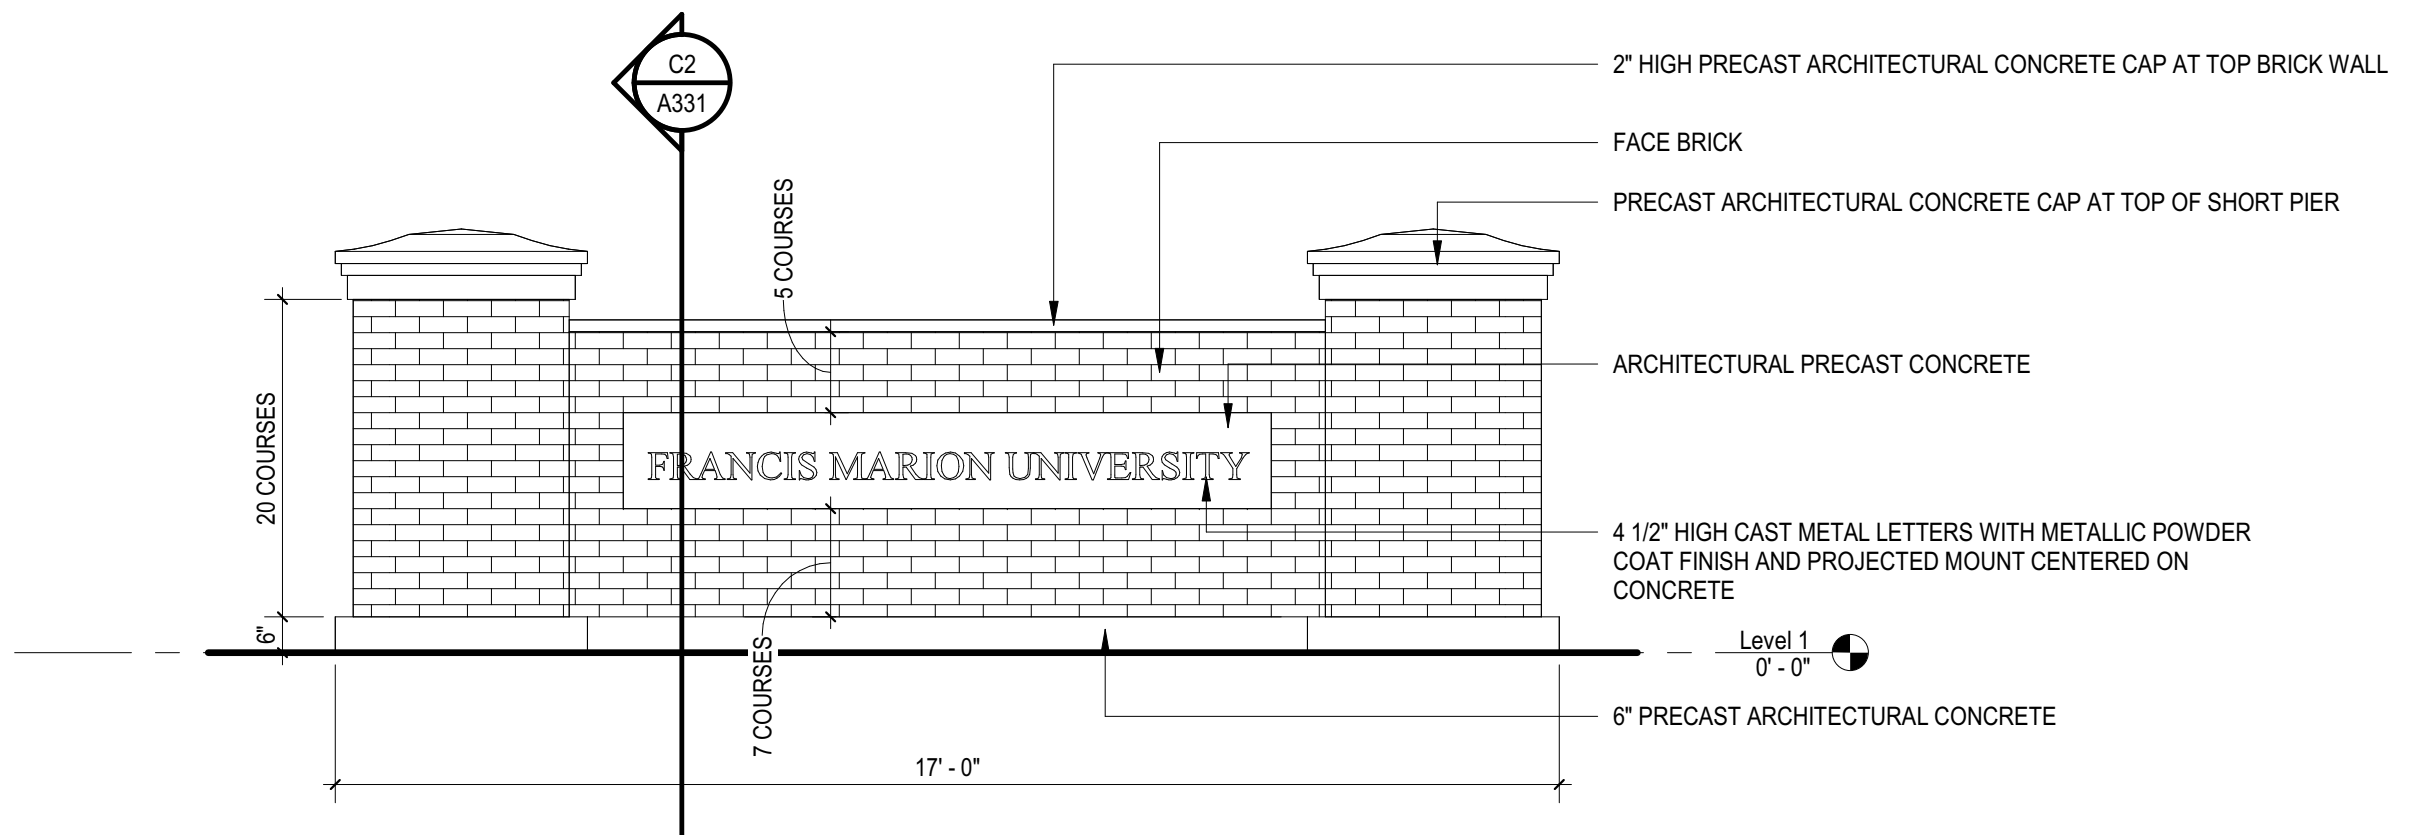 C2
A331
2" HIGH PRECAST ARCHITECTURAL CONCRETE CAP AT TOP BRICK WALL
FACE BRICK
PRECAST ARCHITECTURAL CONCRETE CAP AT TOP OF SHORT PIER
5 COURSES
ARCHITECTURAL PRECAST CONCRETE
20 COURSES
FRANCIS MARION UNIVERSITY
4 1/2" HIGH CAST METAL LETTERS WITH METALLIC POWDER
COAT FINISH AND PROJECTED MOUNT CENTERED ON
CONCRETE
6"
Level 1
0' - 0"
7 COURSES
6" PRECAST ARCHITECTURAL CONCRETE
17' - 0"